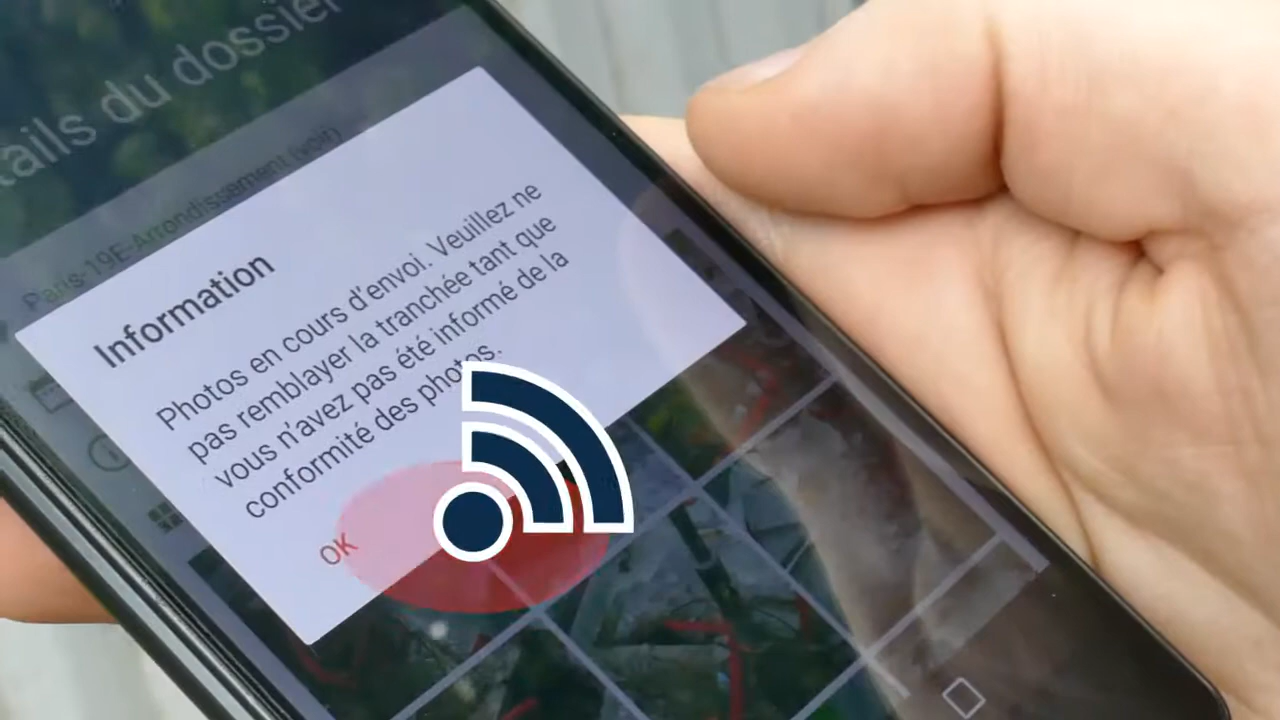 tails du dossier
Paris-19E-Arrondissement (voir)
Information
Photos en cours d'envoi. Veuillez ne
pas remblayer la tranchée tant que
vous n'avez pas été informé de la
conformité des photos.
OK